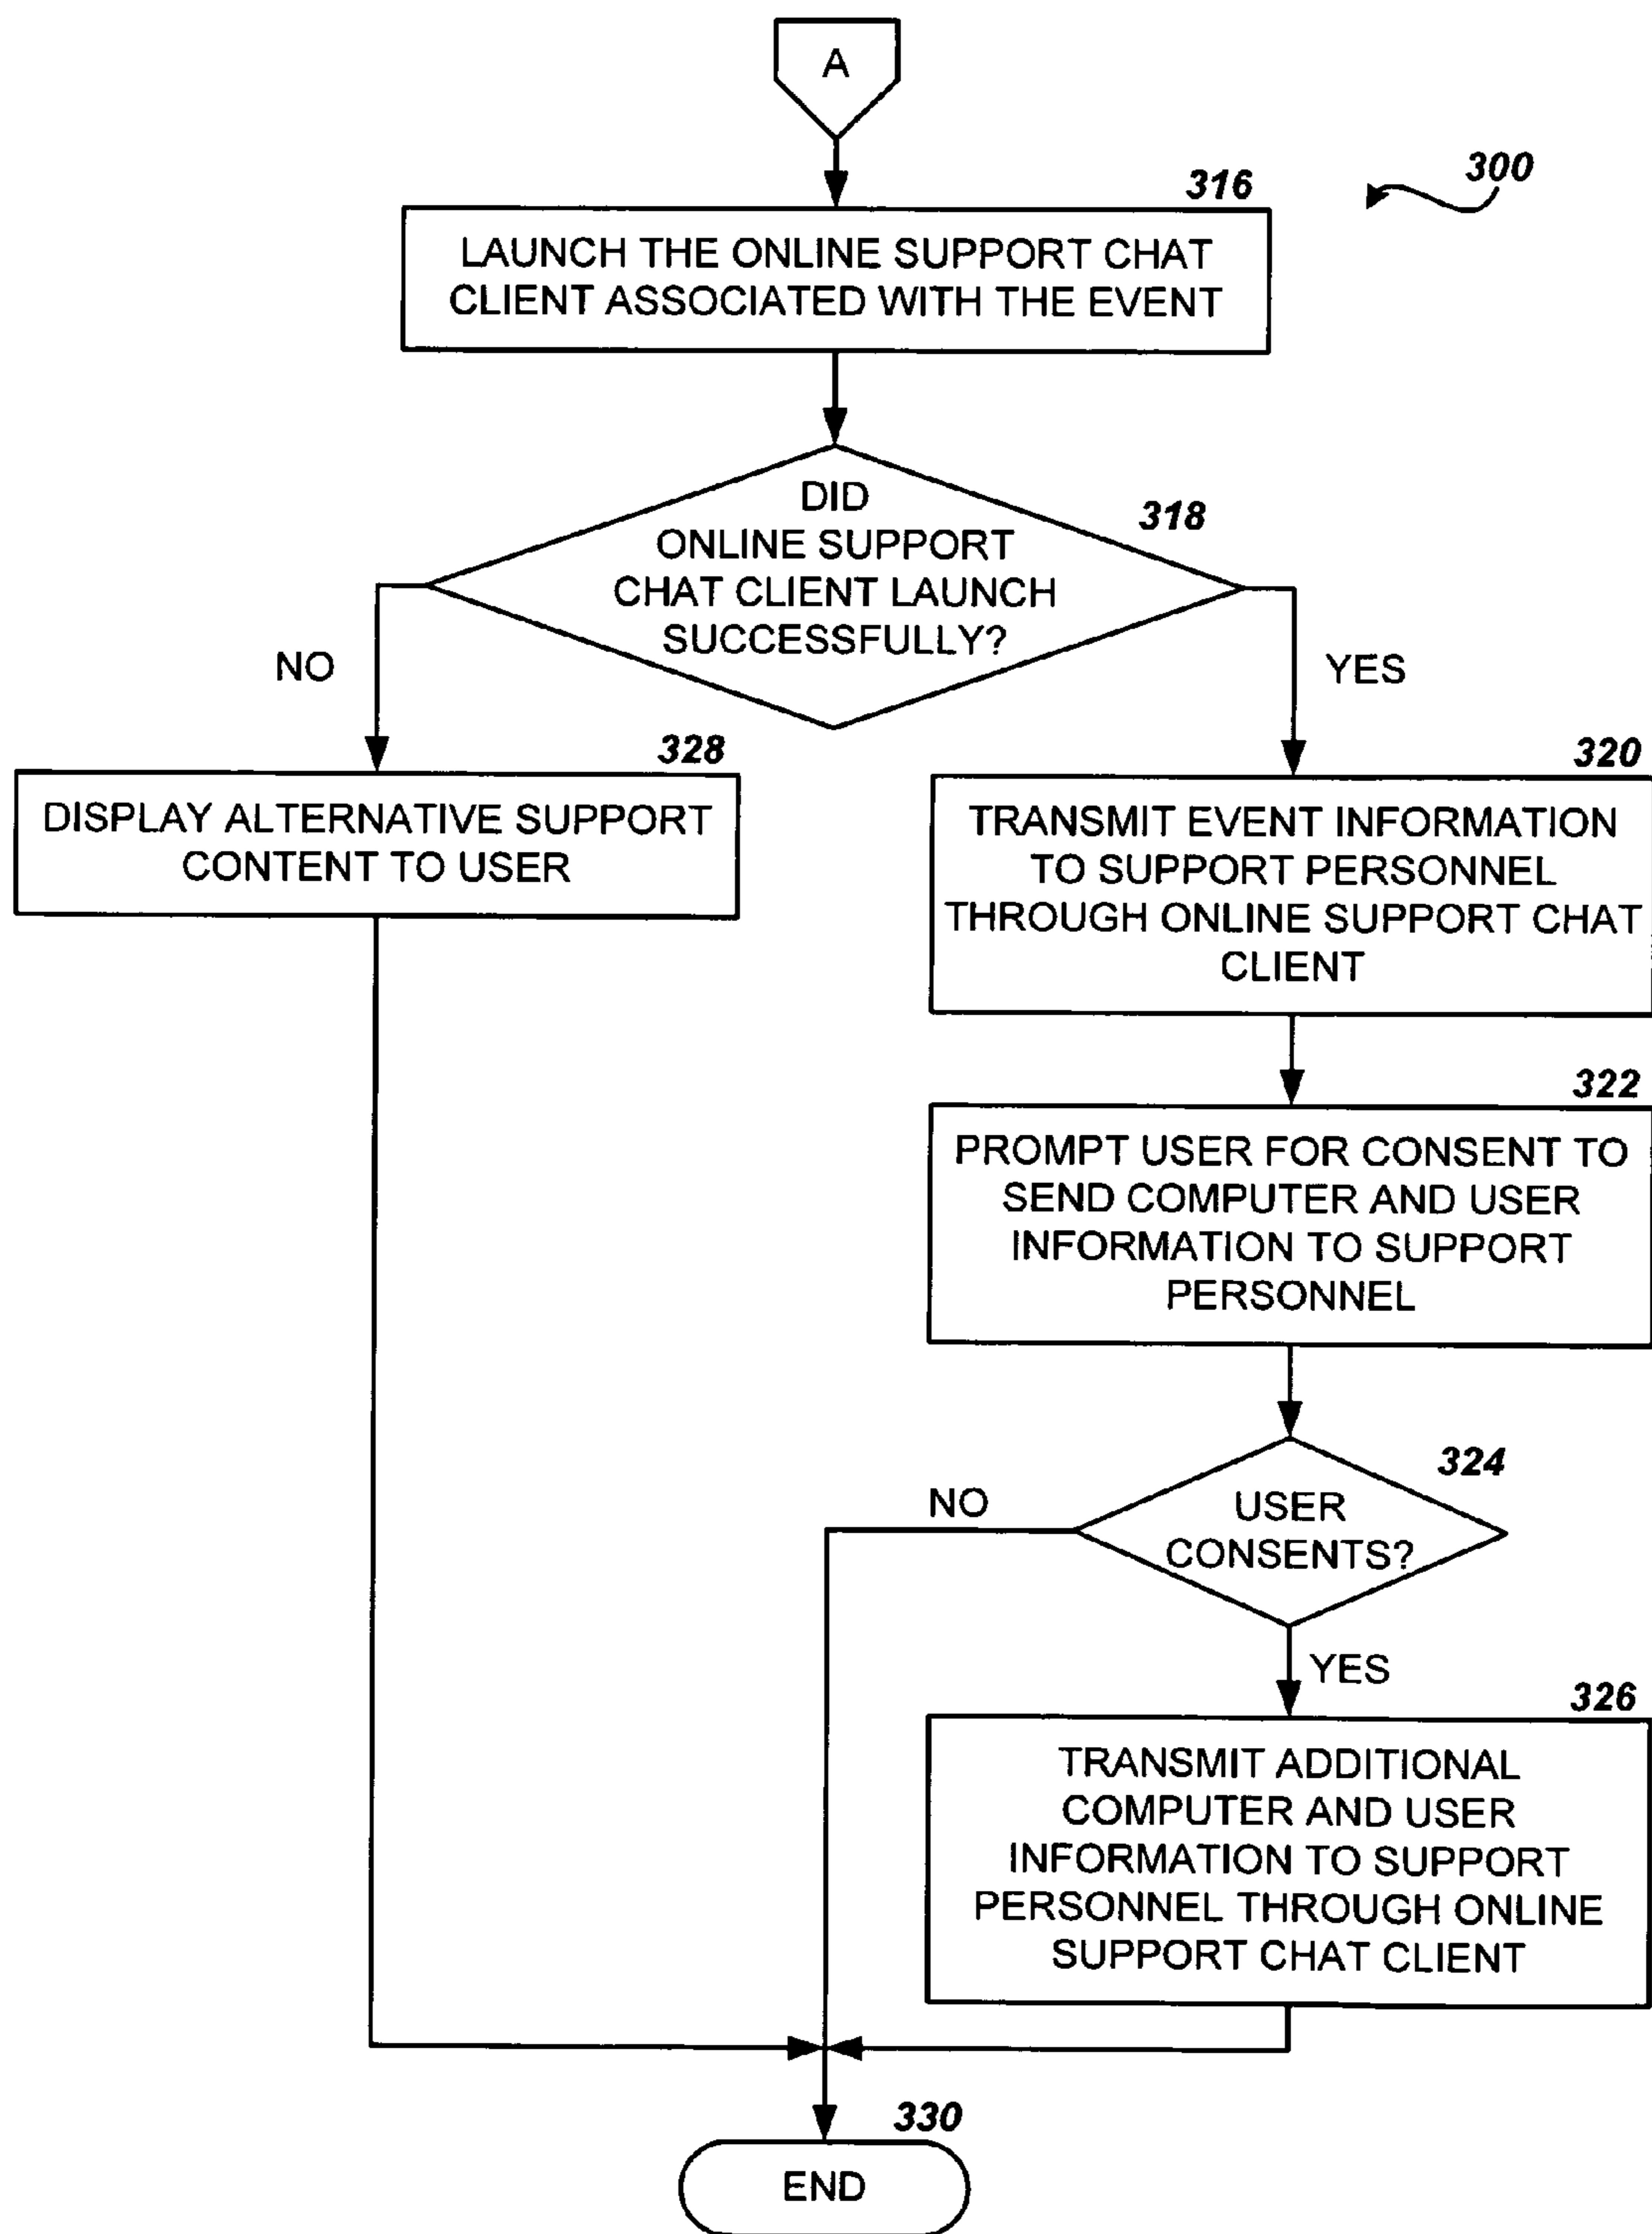 A
300
316
LAUNCH THE ONLINE SUPPORT CHAT
CLIENT ASSOCIATED WITH THE EVENT
318
DID
ONLINE SUPPORT
CHAT CLIENT LAUNCH
SUCCESSFULLY?
NO
YES
328
DISPLAY ALTERNATIVE SUPPORT
CONTENT TO USER
320
TRANSMIT EVENT INFORMATION
TO SUPPORT PERSONNEL
THROUGH ONLINE SUPPORT CHAT
CLIENT
322
PROMPT USER FOR CONSENT TO
SEND COMPUTER AND USER
INFORMATION TO SUPPORT
PERSONNEL
324
USER
CONSENTS?
NO
YES
326
TRANSMIT ADDITIONAL
COMPUTER AND USER
INFORMATION TO SUPPORT
PERSONNEL THROUGH ONLINE
SUPPORT CHAT CLIENT
330
END